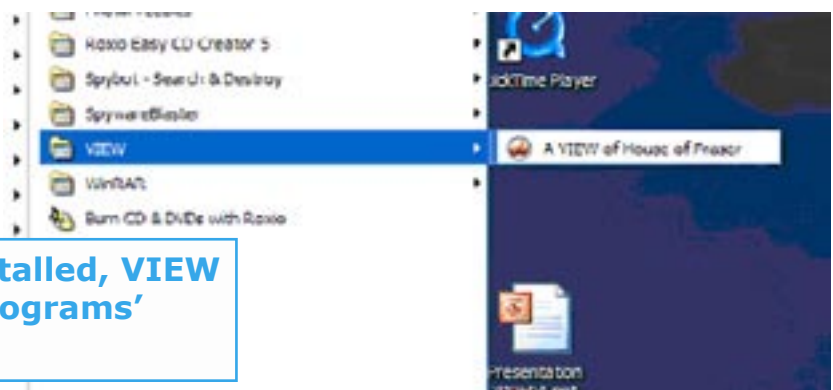 Roxio Easy CD Creator 5
Spybot - Search & Destroy
SpywareBlaster
VIEW
WinRAR
Burn CD & DVDs with Roxio
QuickTime Player
A VIEW of House of Fraser
talled, VIEW
ograms’
Presentation